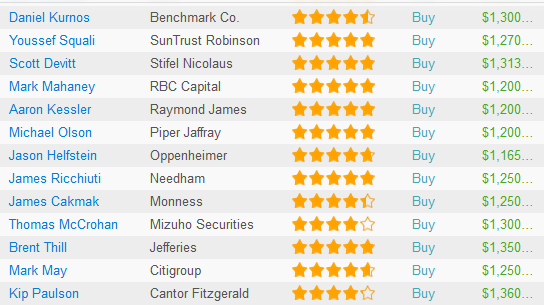 Daniel Kurnos Benchmark Co. Buy $1,300...
Youssef Squali SunTrust Robinson Buy $1,270...
Scott Devitt Stifel Nicolaus Buy $1,313...
Mark Mahaney RBC Capital Buy $1,200...
Aaron Kessler Raymond James Buy $1,200...
Michael Olson Piper Jaffray Buy $1,200...
Jason Helfstein Oppenheimer Buy $1,165...
James Ricchiuti Needham Buy $1,250...
James Cakmak Monness Buy $1,250...
Thomas McCrohan Mizuho Securities Buy $1,300...
Brent Thill Jefferies Buy $1,350...
Mark May Citigroup Buy $1,250...
Kip Paulson Cantor Fitzgerald Buy $1,360...